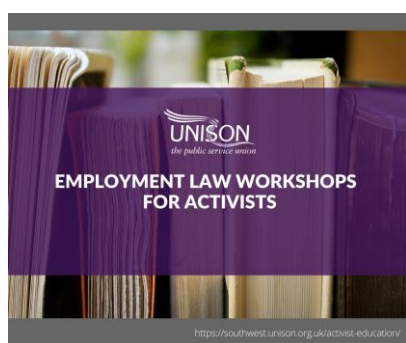 UNISON
the public service union
EMPLOYMENT LAW WORKSHOPS
FOR ACTIVISTS
https://southwest.unison.org.uk/activist-education/